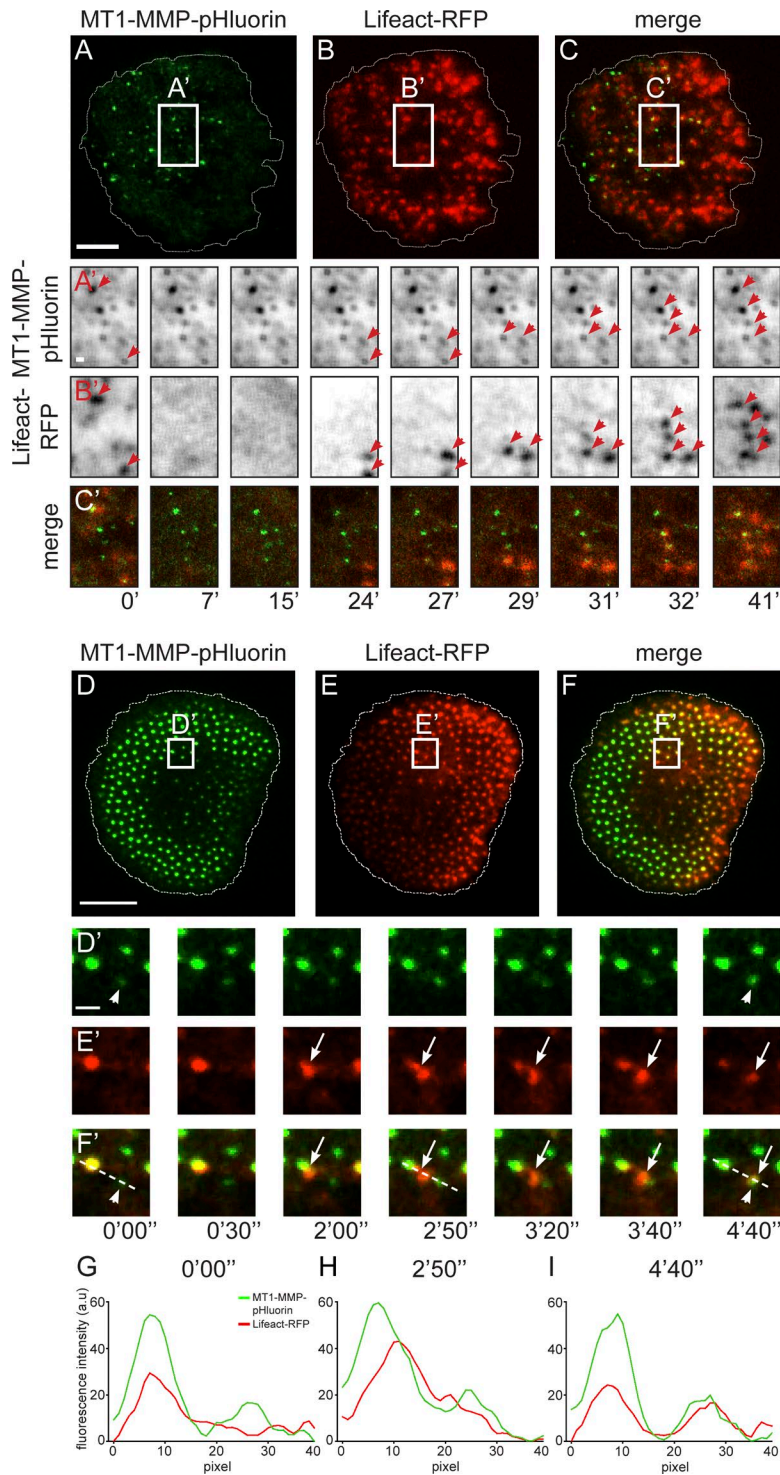 MT1-MMP-pHluorin Lifeact-RFP merge
A B C
A’ B’ C’
A’
MT1-MMP-
pHluorin
B’
Lifeact-
RFP
C’
merge
0’ 7’ 15’ 24’ 27’ 29’ 31’ 32’ 41’
MT1-MMP-pHluorin Lifeact-RFP merge
D E F
D’ E’ F’
D’
E’
F’
0’00’’ 0’30’’ 2’00’’ 2’50’’ 3’20’’ 3’40’’ 4’40’’
G 0’00’’ H 2’50’’ I 4’40’’
MT1-MMP-
pHluorin
Lifeact-RFP
fluorescence intensity (a.u)
60 40 20 0
60 40 20 0
60 40 20 0
0 10 20 30 40
0 10 20 30 40
0 10 20 30 40
pixel pixel pixel